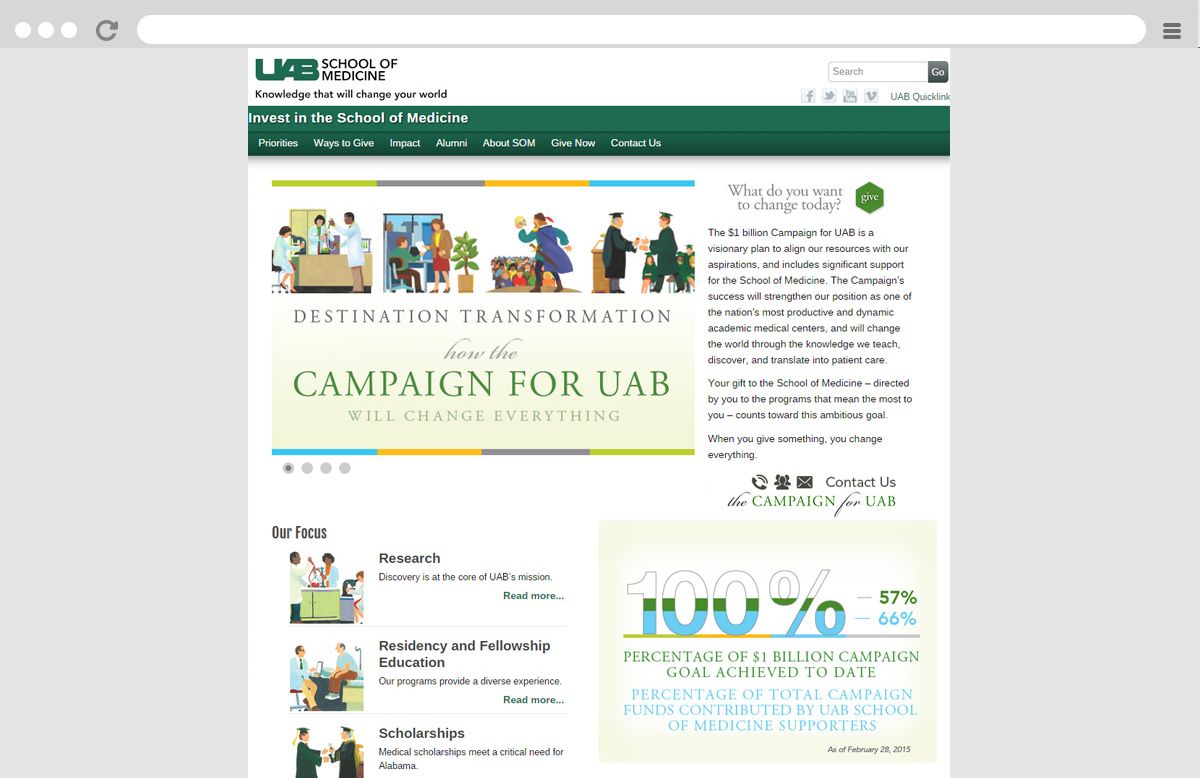 UAB SCHOOL OF
MEDICINE
Knowledge that will change your world
Search
Go
UAB Quicklink
Invest in the School of Medicine
Priorities Ways to Give Impact Alumni About SOM Give Now Contact Us
DESTINATION TRANSFORMATION
how the
CAMPAIGN FOR UAB
WILL CHANGE EVERYTHING
What do you want
to change today?
give
The $1 billion Campaign for UAB is a
visionary plan to align our resources with our
aspirations, and includes significant support
for the School of Medicine. The Campaign's
success will strengthen our position as one of
the nation's most productive and dynamic
academic medical centers, and will change
the world through the knowledge we teach,
discover, and translate into patient care.
Your gift to the School of Medicine – directed
by you to the programs that mean the most to
you – counts toward this ambitious goal.
When you give something, you change
everything.
Contact Us
the CAMPAIGN for UAB
Our Focus
Research
Discovery is at the core of UAB's mission.
Read more...
Residency and Fellowship
Education
Our programs provide a diverse experience.
Read more...
Scholarships
Medical scholarships meet a critical need for
Alabama.
100%
— 57%
— 66%
PERCENTAGE OF $1 BILLION CAMPAIGN
GOAL ACHIEVED TO DATE
PERCENTAGE OF TOTAL CAMPAIGN
FUNDS CONTRIBUTED BY UAB SCHOOL
OF MEDICINE SUPPORTERS
As of February 28, 2015